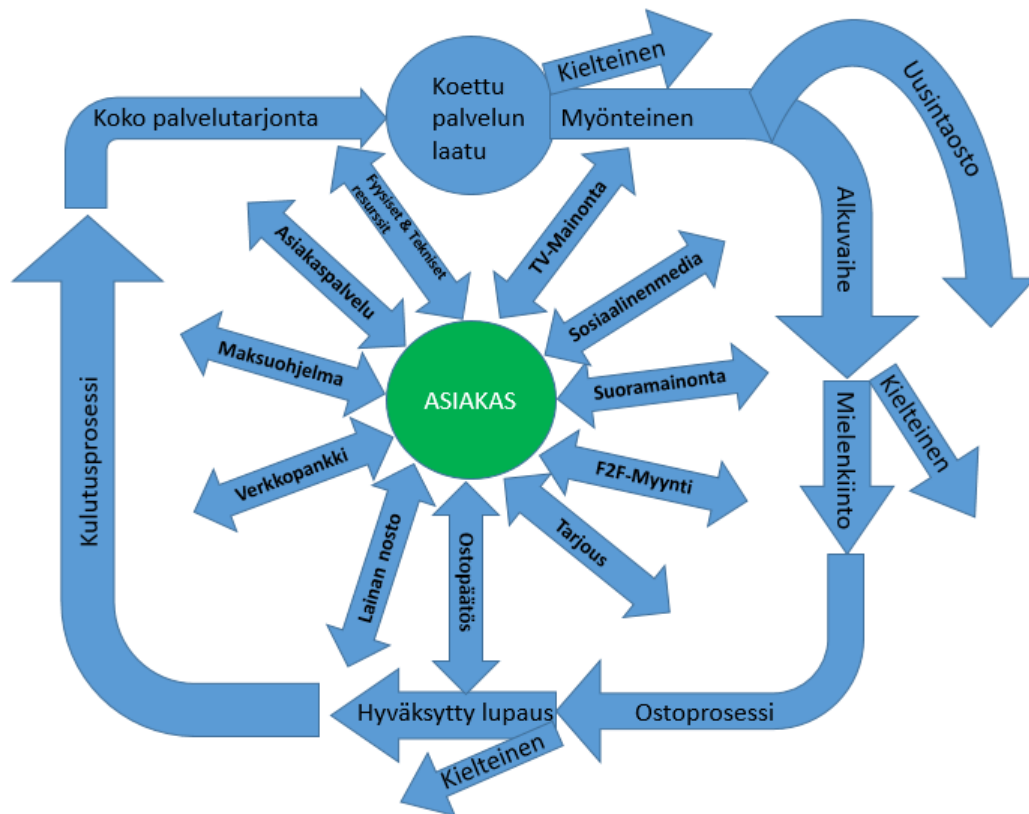 Koettu
palvelun
laatu
Kielteinen
Myönteinen
Uusintaosto
Alkuvaihe
Mielenkiinto
Kielteinen
Ostoprosessi
Hyväksytty lupaus
Kielteinen
Kulutusprosessi
Koko palvelutarjonta
ASIAKAS
Fyysiset & Tekniset
resurssit
TV-Mainonta
Sosiaalinenmedia
Suoramainonta
F2F-Myynti
Tarjous
Ostopäätös
Lainan nosto
Verkkopankki
Maksuohjelma
Asiakaspalvelu